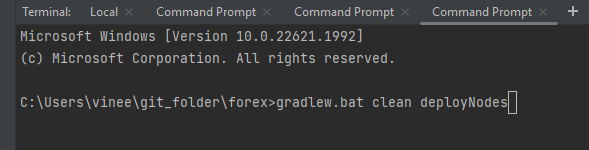 Terminal: Local × Command Prompt × Command Prompt × Command Prompt × +
Microsoft Windows [Version 10.0.22621.1992]
(c) Microsoft Corporation. All rights reserved.
C:\Users\vinee\git_folder\forex>gradlew.bat clean deployNodes